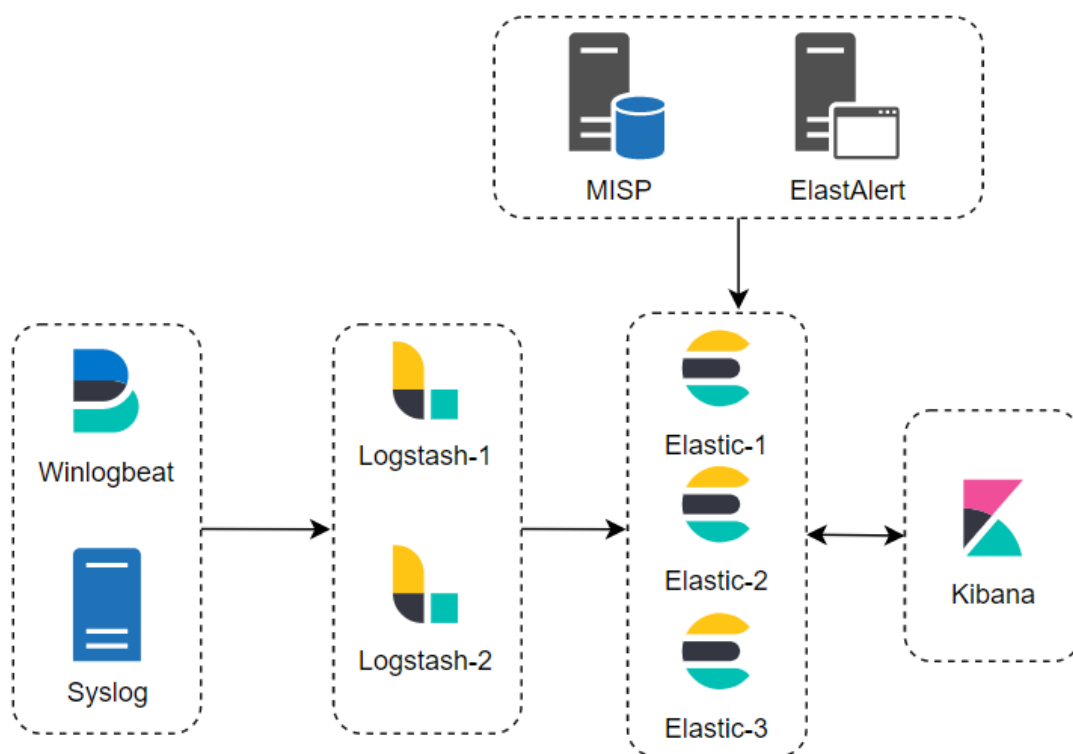 MISP
ElastAlert
Winlogbeat
Syslog
Logstash-1
Logstash-2
Elastic-1
Elastic-2
Elastic-3
Kibana